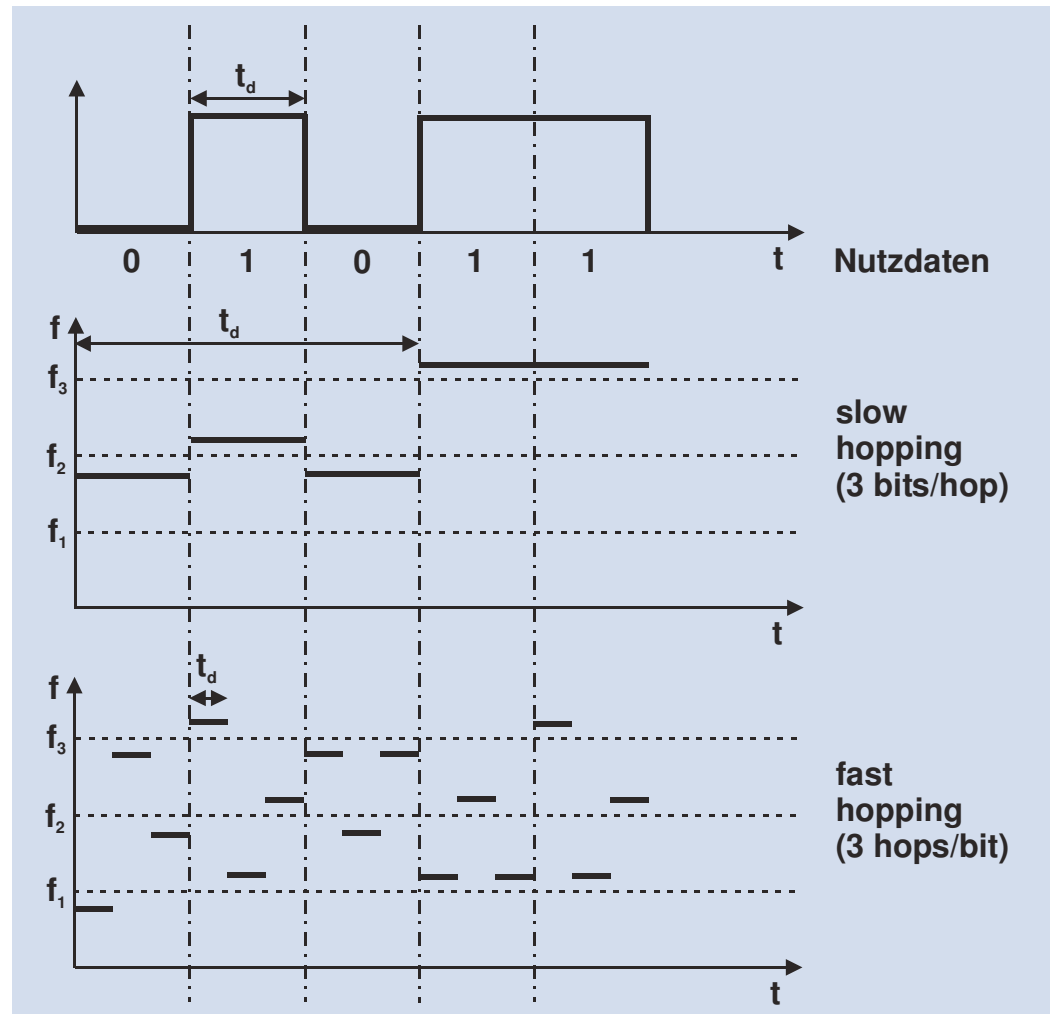 t_d
0 1 0 1 1 t Nutzdaten
f t_d
f_3
slow
hopping
(3 bits/hop)
f_2
f_1
t
t_d
f
f_3
fast
hopping
(3 hops/bit)
f_2
f_1
t